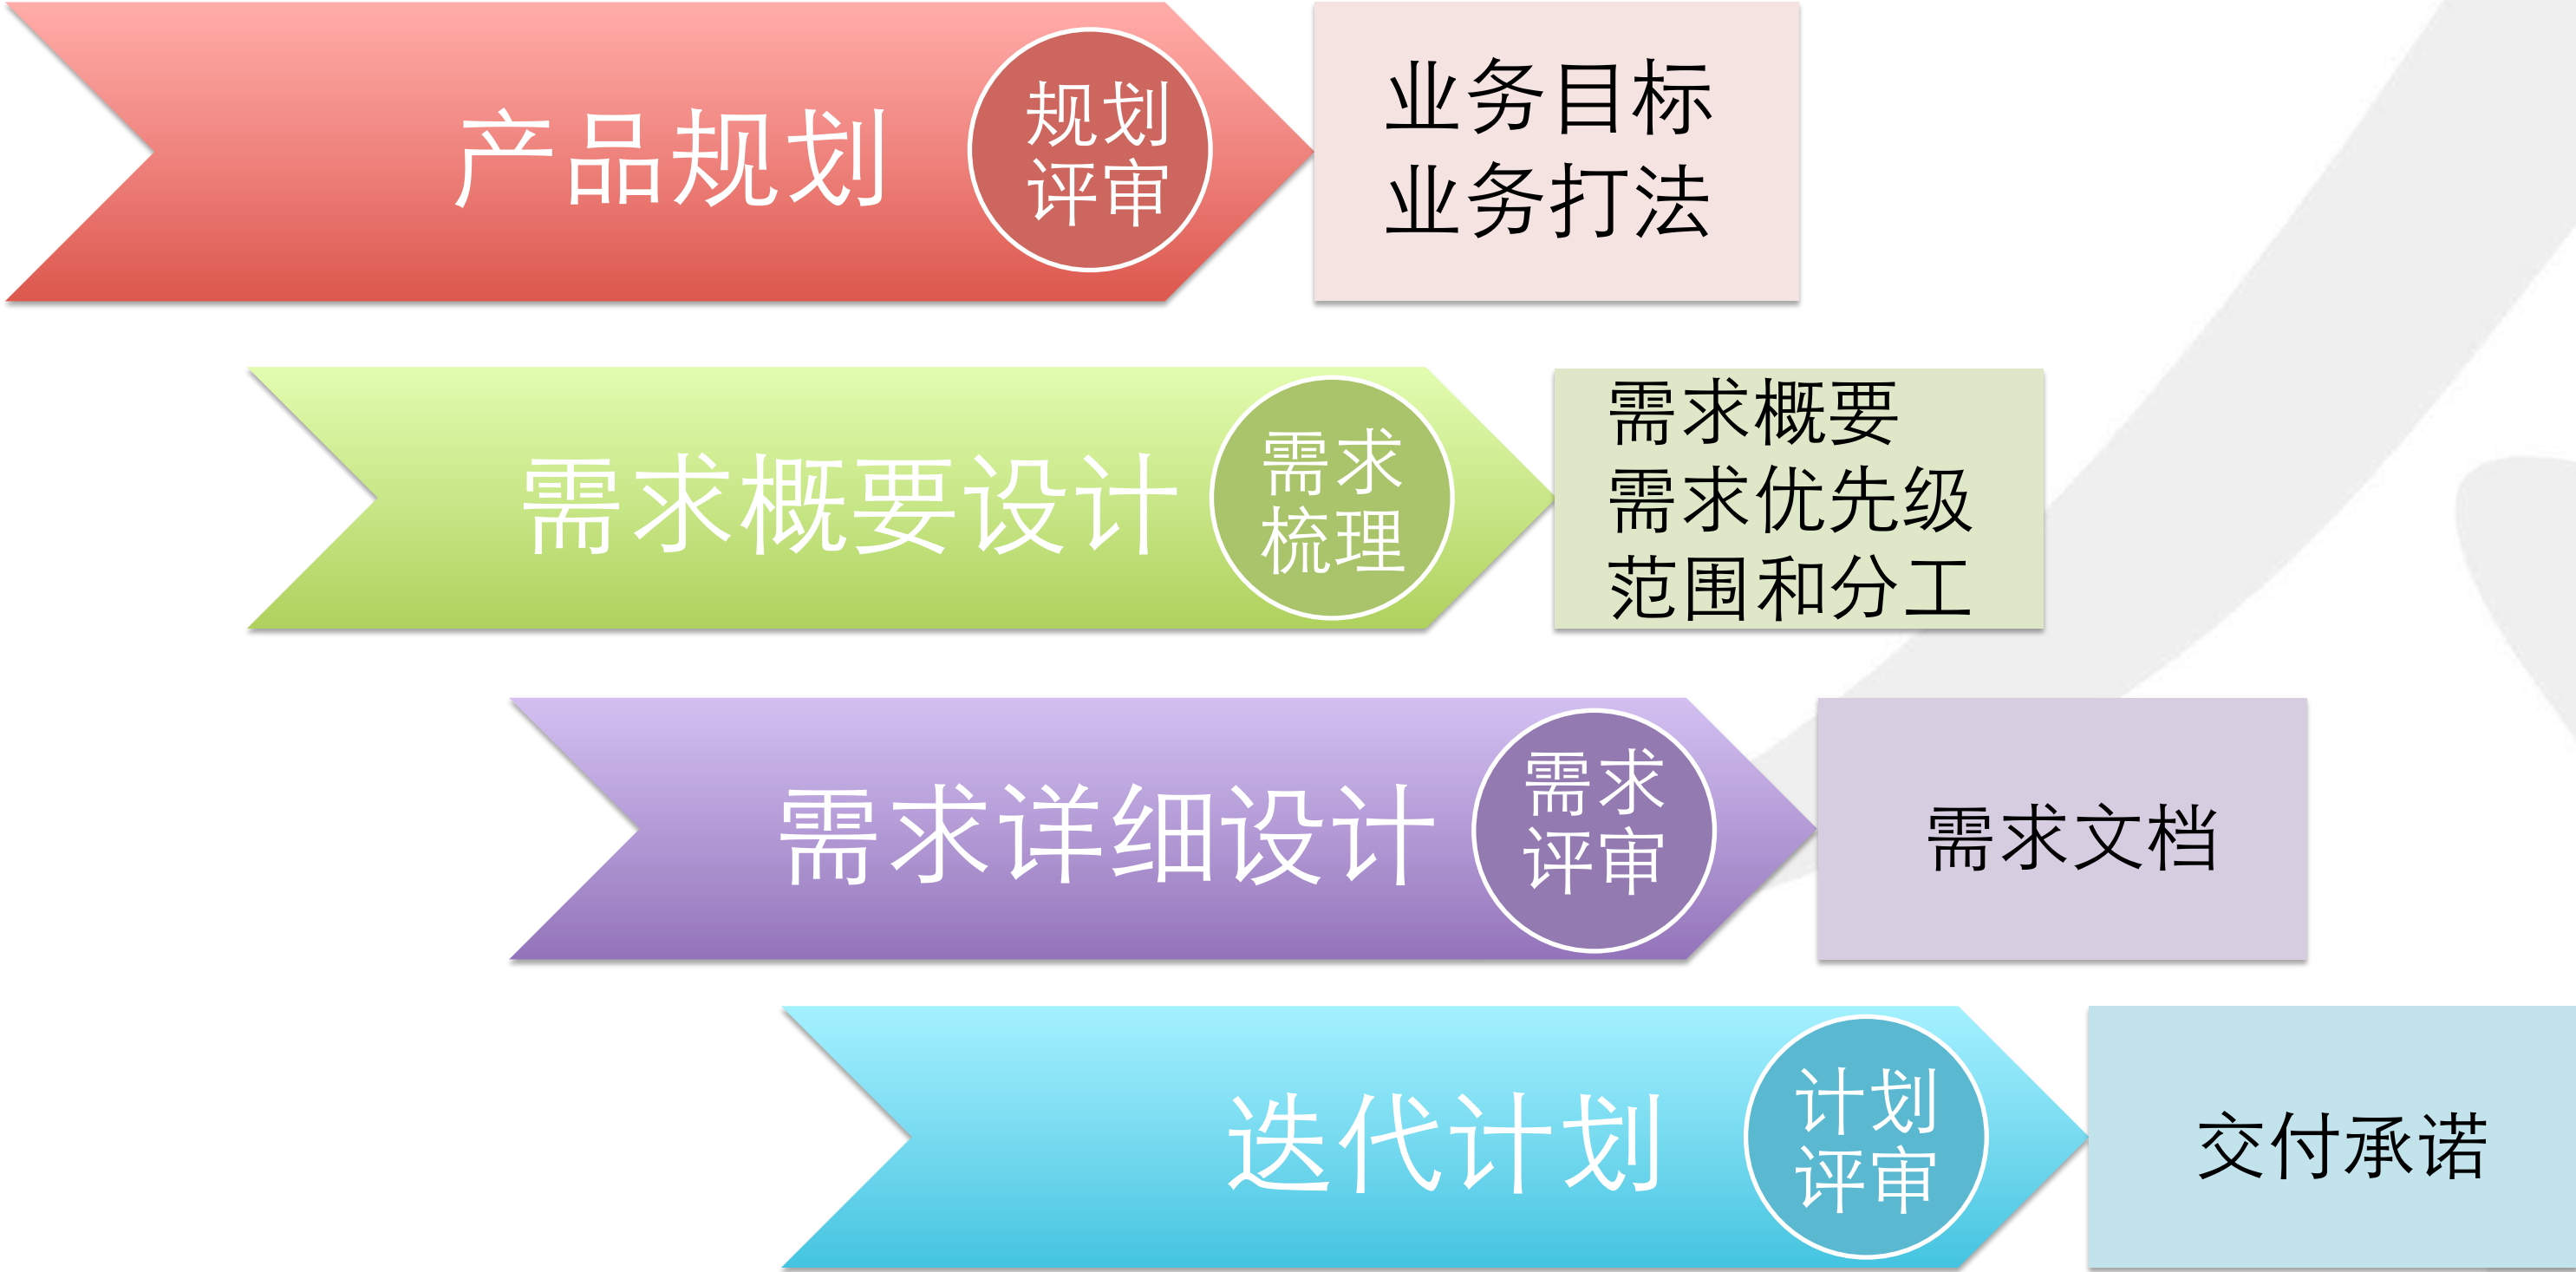 产品规划
规划
评审
业务目标
业务打法
需求概要设计
需求
梳理
需求概要
需求优先级
范围和分工
需求详细设计
需求
评审
需求文档
迭代计划
计划
评审
交付承诺